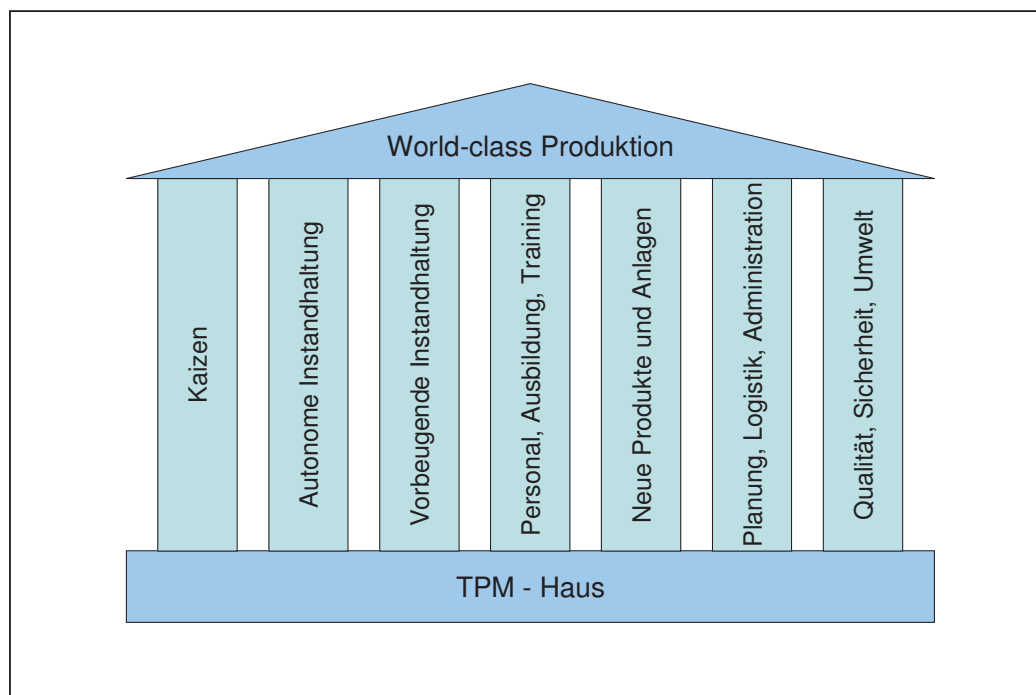 World-class Produktion
Kaizen
Autonome Instandhaltung
Vorbeugende Instandhaltung
Personal, Ausbildung, Training
Neue Produkte und Anlagen
Planung, Logistik, Administration
Qualität, Sicherheit, Umwelt
TPM - Haus